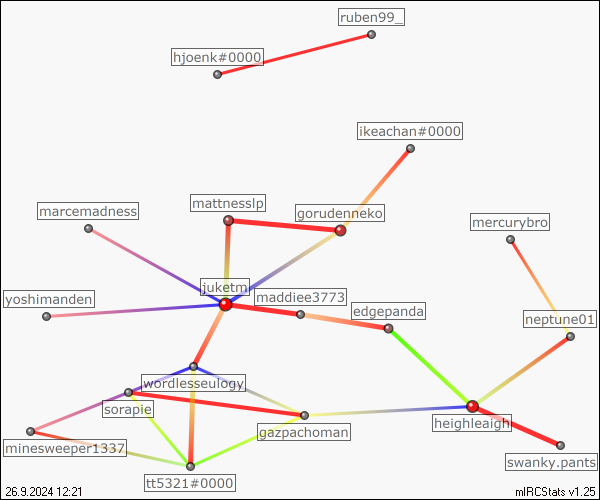 ruben99_
hjoenk#0000
ikeachan#0000
mattnesslp
gorudenneko
marcemadness
mercurybro
juketm
maddiee3773
yoshimanden
edgepanda
neptune01
wordlesseulogy
sorapie
heighleaigh
gazpachoman
minesweeper1337
swanky.pants
tt5321#0000
26.9.2024 12:21
mIRCStats v1.25